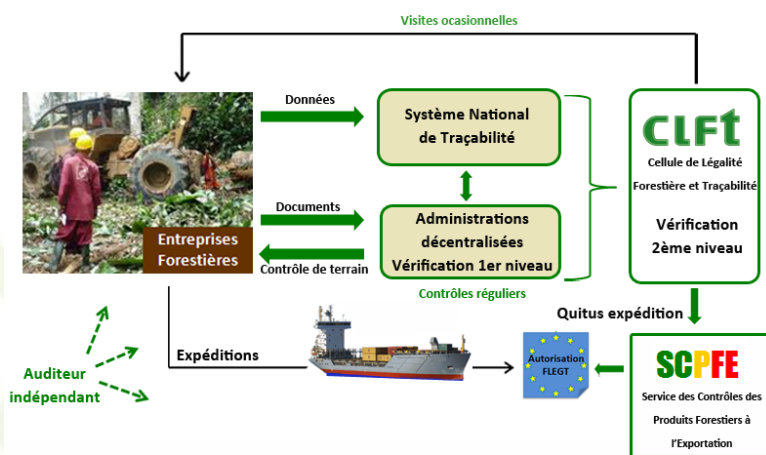 Visites ocasionnelles
Données
Système National
de Traçabilité
CLFt
Cellule de Légalité
Forestière et Traçabilité
Vérification
2ème niveau
Documents
Administrations
décentralisées
Vérification 1er niveau
Entreprises
Forestières
Contrôle de terrain
Contrôles réguliers
Quitus expédition
Expéditions
Autorisation
FLEGT
Auditeur
indépendant
SCPFE
Service des Contrôles des
Produits Forestiers à
l'Exportation